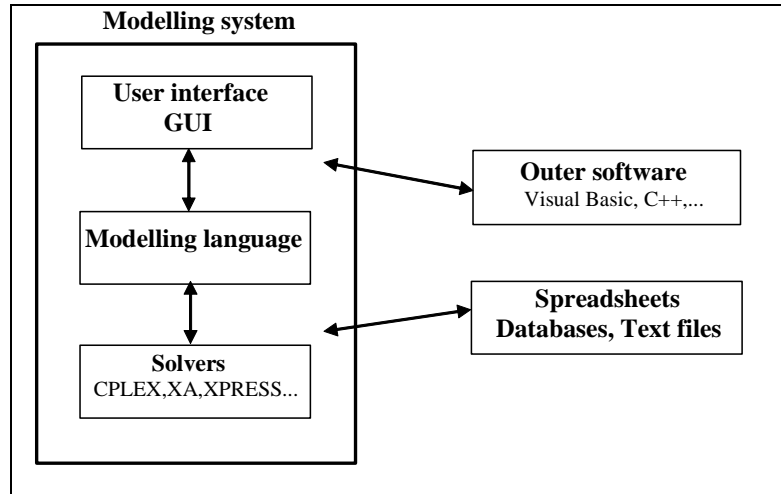 Modelling system
User interface
GUI
Modelling language
Solvers
CPLEX,XA,XPRESS...
Outer software
Visual Basic, C++,...
Spreadsheets
Databases, Text files